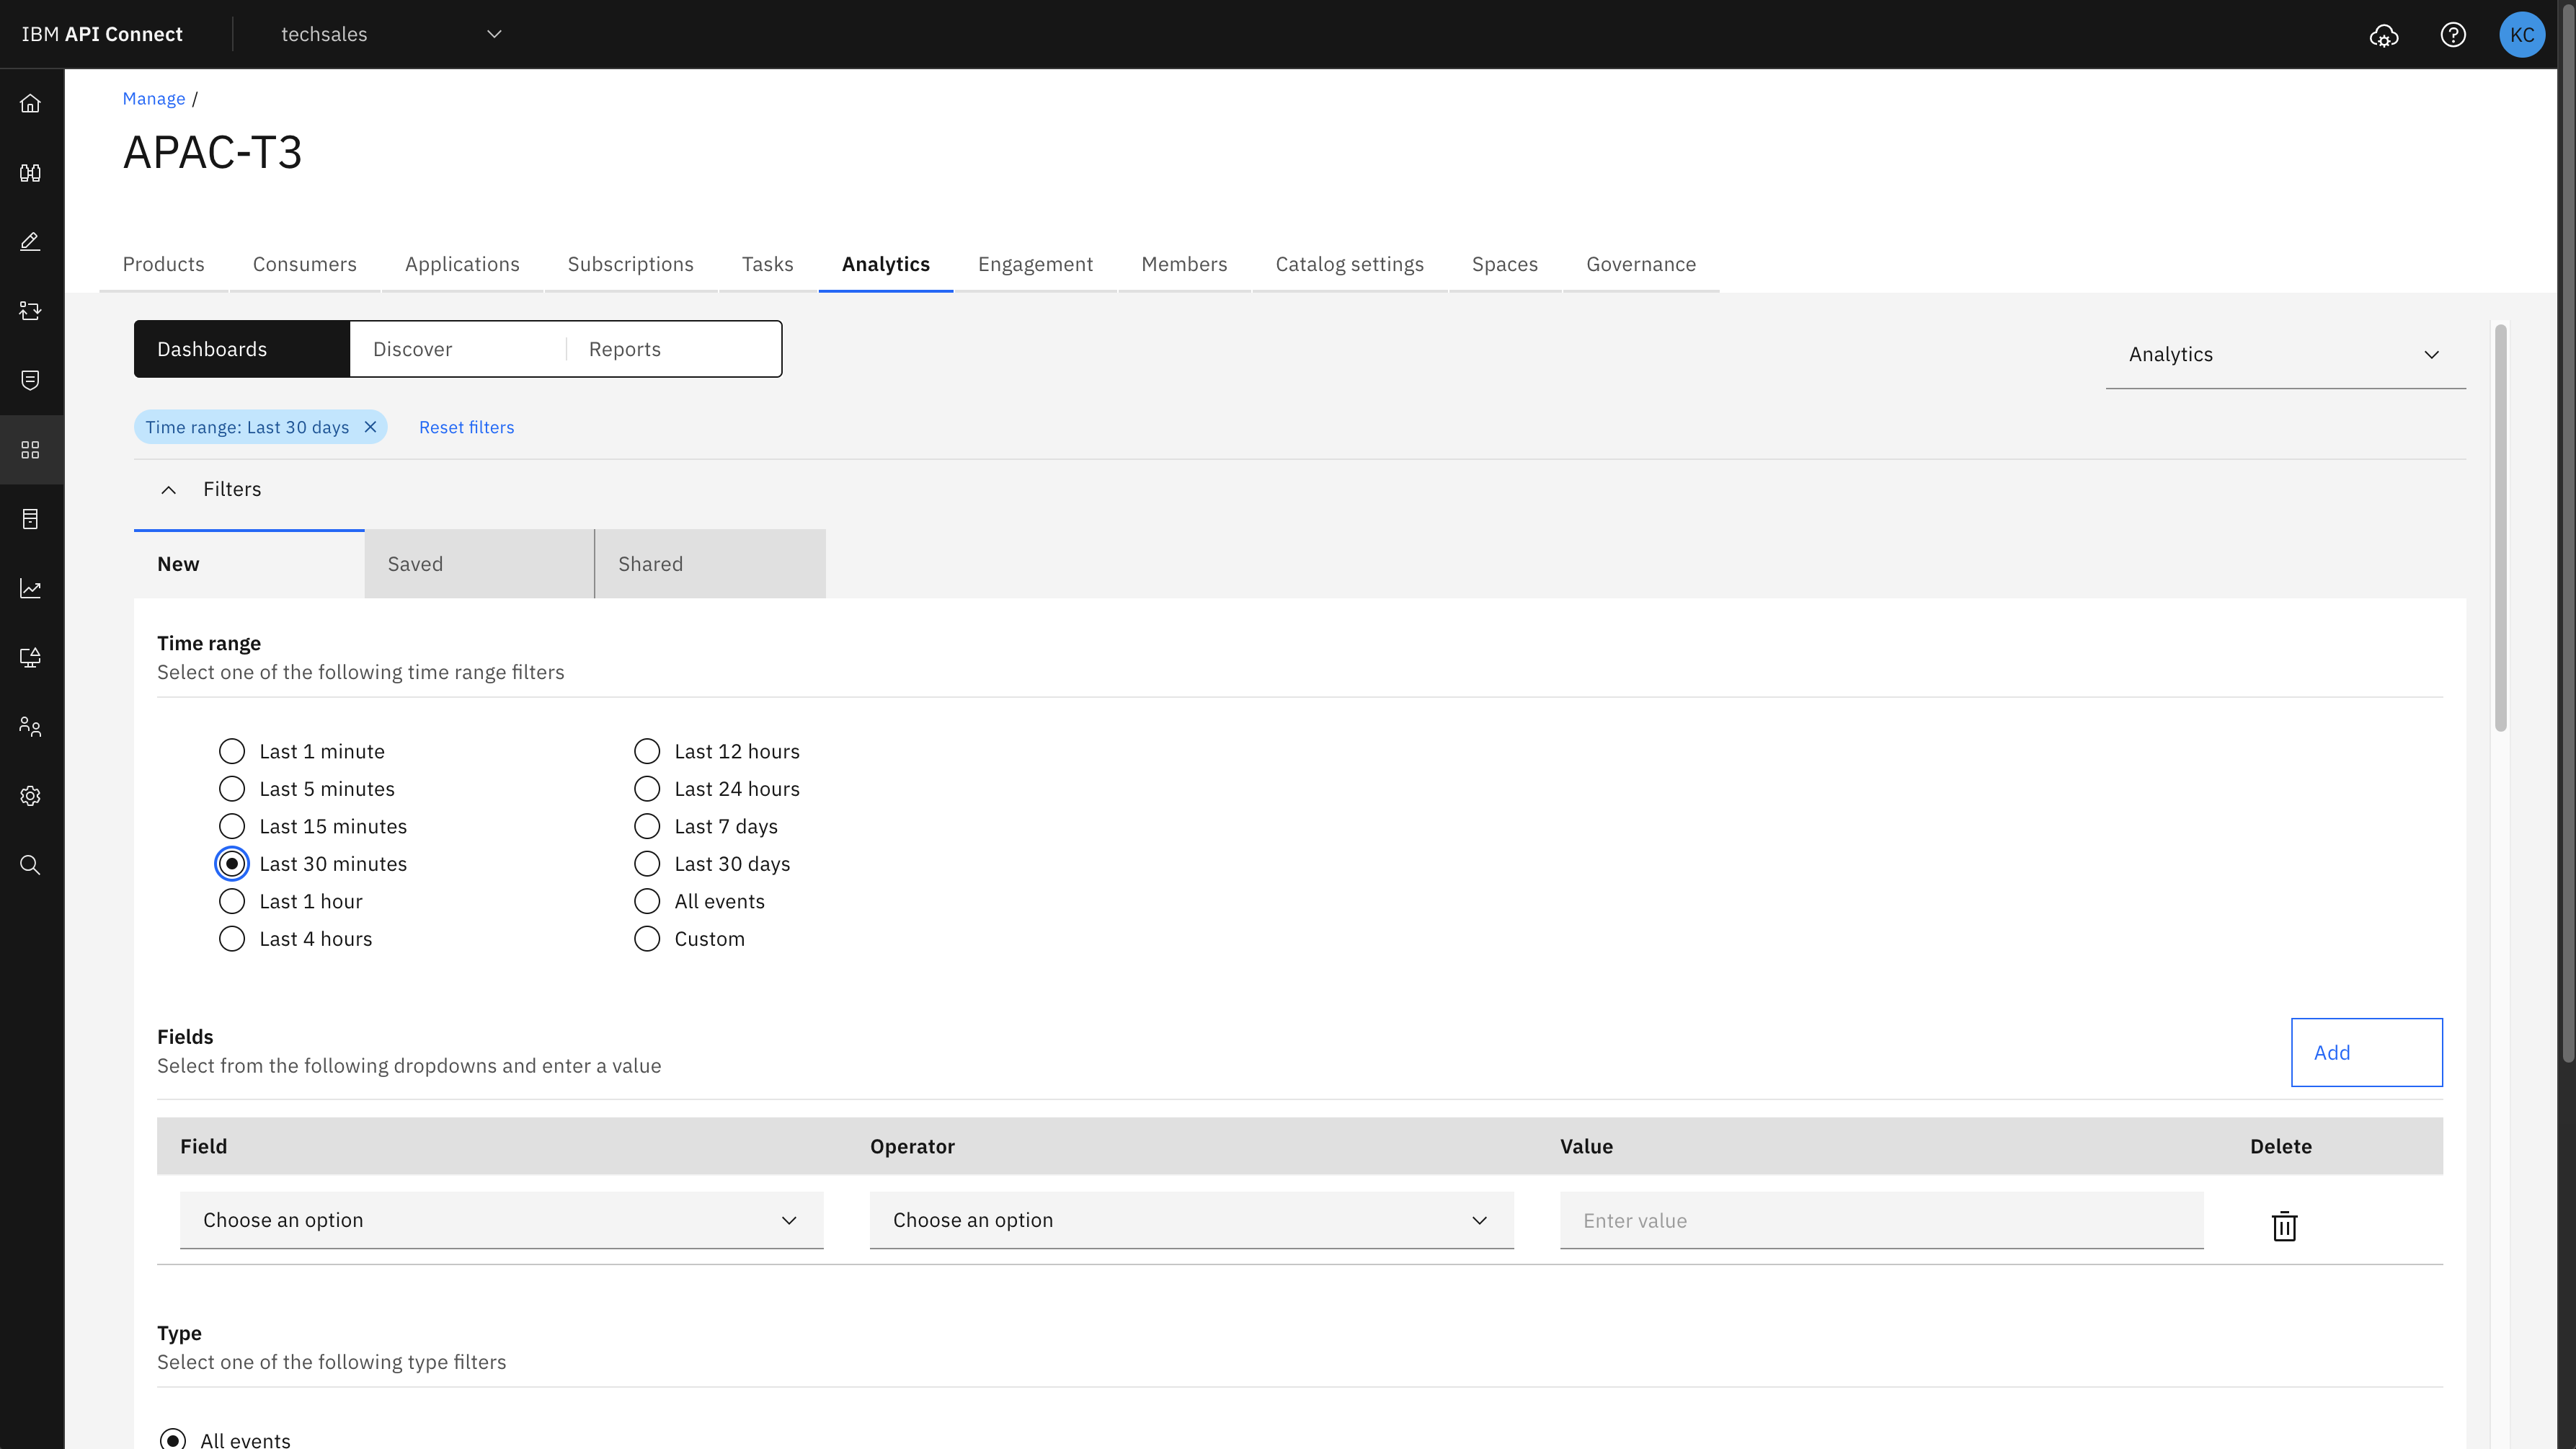 IBM API Connect
techsales
KC
Manage /
APAC-T3
Products Consumers Applications Subscriptions Tasks Analytics Engagement Members Catalog settings Spaces Governance
Dashboards Discover Reports
Analytics
Time range: Last 30 days
Reset filters
Filters
New Saved Shared
Time range
Select one of the following time range filters
Last 1 minute
Last 5 minutes
Last 15 minutes
Last 30 minutes
Last 1 hour
Last 4 hours
Last 12 hours
Last 24 hours
Last 7 days
Last 30 days
All events
Custom
Fields
Select from the following dropdowns and enter a value
Add
Field Operator Value Delete
Choose an option Choose an option Enter value
Type
Select one of the following type filters
All events